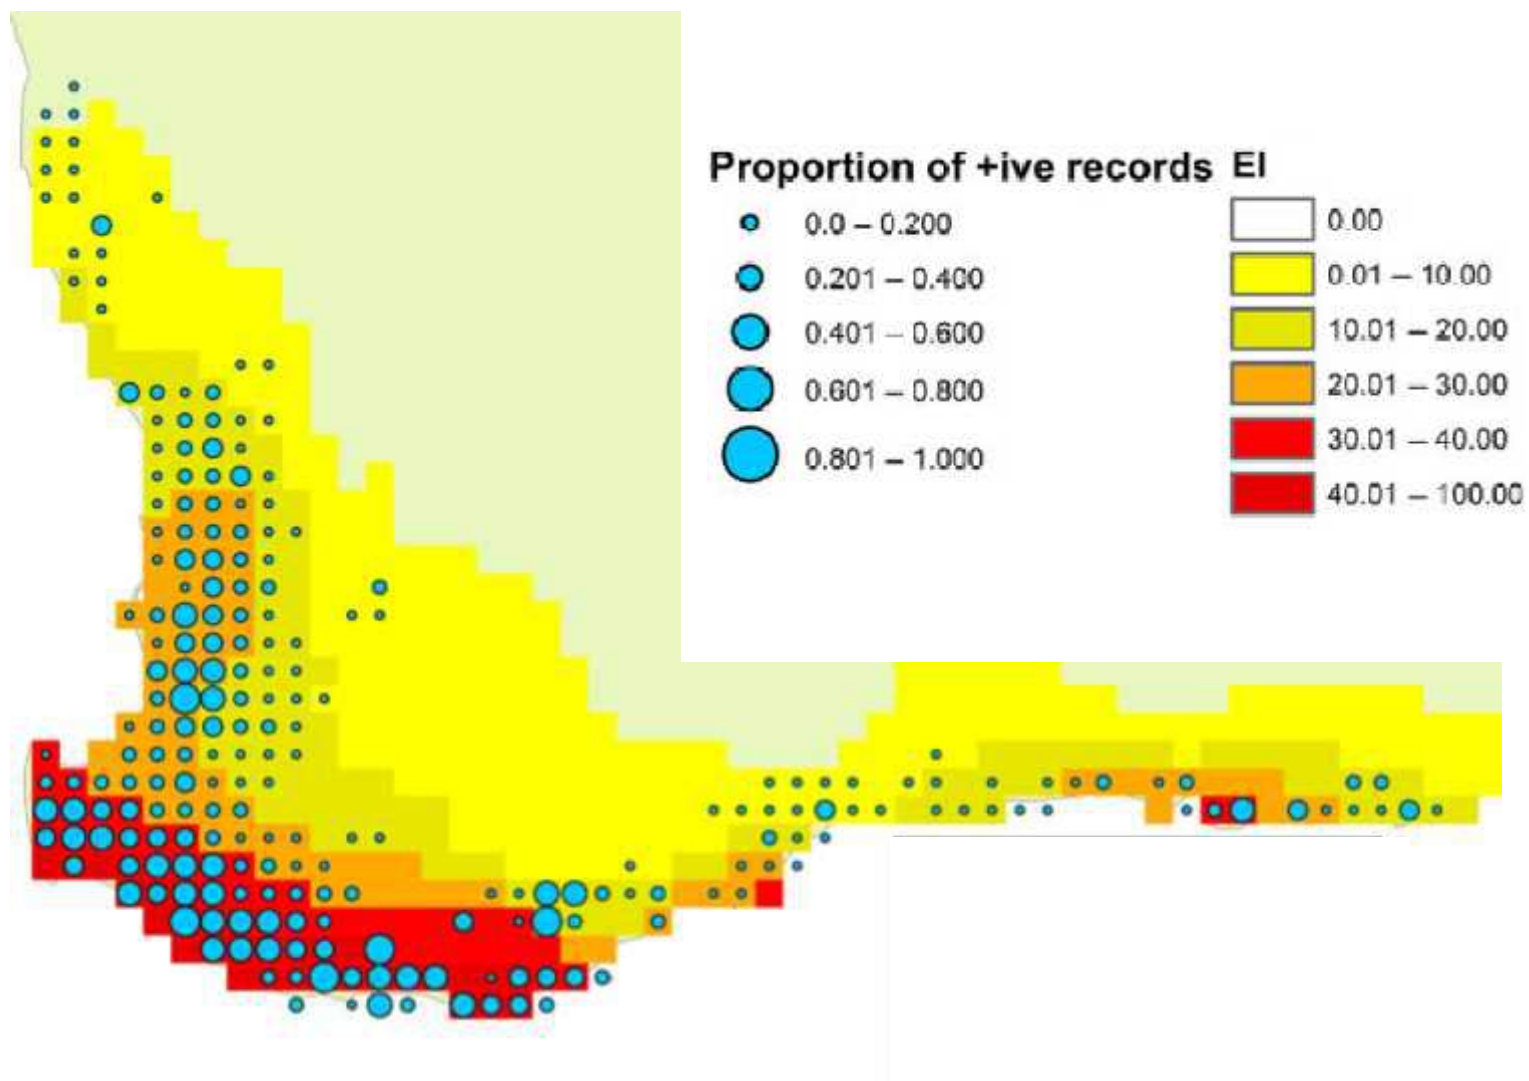 Proportion of +ive records
0.0 – 0.200
0.201 – 0.400
0.401 – 0.600
0.601 – 0.800
0.801 – 1.000
EI
0.00
0.01 – 10.00
10.01 – 20.00
20.01 – 30.00
30.01 – 40.00
40.01 – 100.00